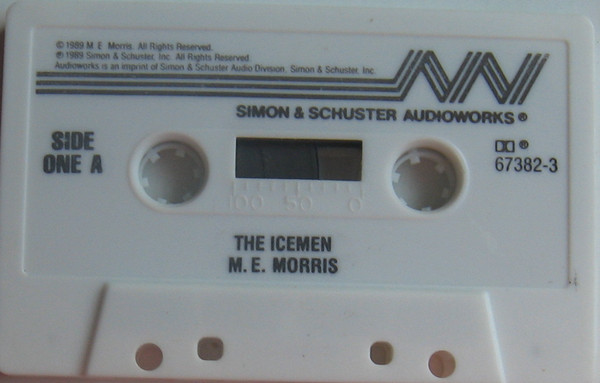 © 1989 M. E. Morris. All Rights Reserved.
℗ 1989 Simon & Schuster, Inc. All Rights Reserved
Audioworks is an imprint of Simon & Schuster Audio Division, Simon & Schuster, Inc.
SIMON & SCHUSTER AUDIOWORKS®
SIDE
ONE A
®
67382-3
100 50 0
THE ICEMEN
M. E. MORRIS